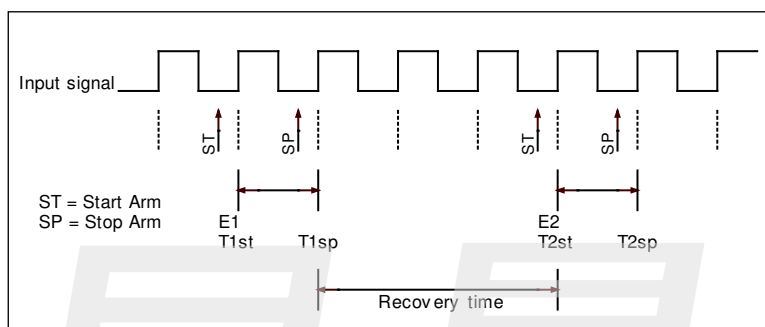 Input signal
ST SP ST SP
ST = Start Arm
SP = Stop Arm
E1 E2
T1st T1sp T2st T2sp
Recovery time